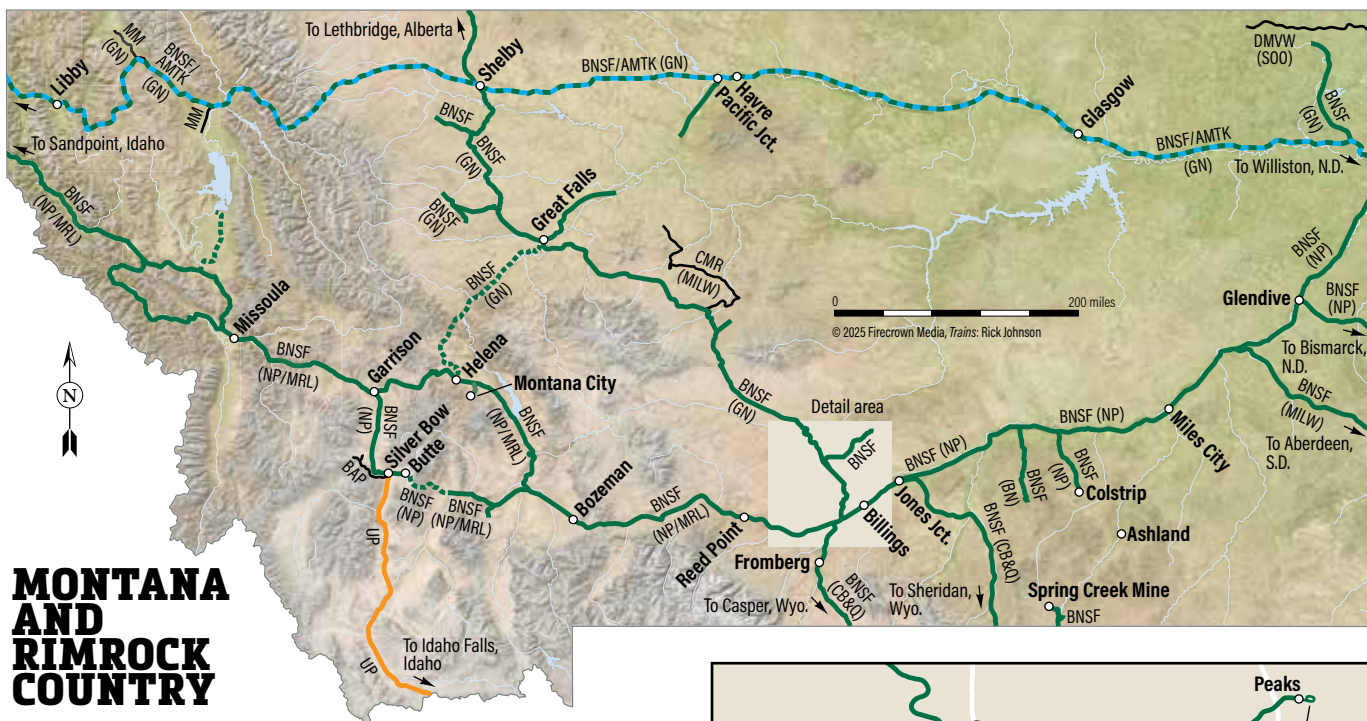 To Lethbridge, Alberta
MM
(GN)
BNSF/
AMTK
(GN)
Libby
MM
To Sandpoint, Idaho
Shelby
BNSF/AMTK (GN)
Havre
Pacific Jct.
Glasgow
BNSF/AMTK
(GN)
To Williston, N.D.
DMVW
(SOO)
BNSF
(GN)
BNSF
BNSF
(GN)
BNSF
(GN)
Great Falls
BNSF
(NP/MRL)
BNSF
(GN)
CMR
(MILW)
0
200 miles
© 2025 Firecrown Media, Trains: Rick Johnson
BNSF
(NP)
Glendive
BNSF
(NP)
To Bismarck,
N.D.
Missoula
BNSF
(NP/MRL)
Garrison
Helena
Montana City
BNSF
(NP/MRL)
BNSF
(GN)
Detail area
BNSF
BNSF (NP)
BNSF (NP)
Miles City
BNSF
(MILW)
To Aberdeen,
S.D.
N
BNSF
(NP)
Silver Bow
Butte
BAP
BNSF
(NP)
BNSF
(NP/MRL)
Bozeman
BNSF
(NP/MRL)
Reed Point
Billings
Jones Jct.
BNSF
(BN)
BNSF
(NP)
Colstrip
Ashland
UP
Fromberg
BNSF
(CB&Q)
To Casper, Wyo.
To Sheridan,
Wyo.
BNSF (CB&Q)
Spring Creek Mine
BNSF
UP
To Idaho Falls,
Idaho
MONTANA
AND
RIMROCK
COUNTRY
Peaks